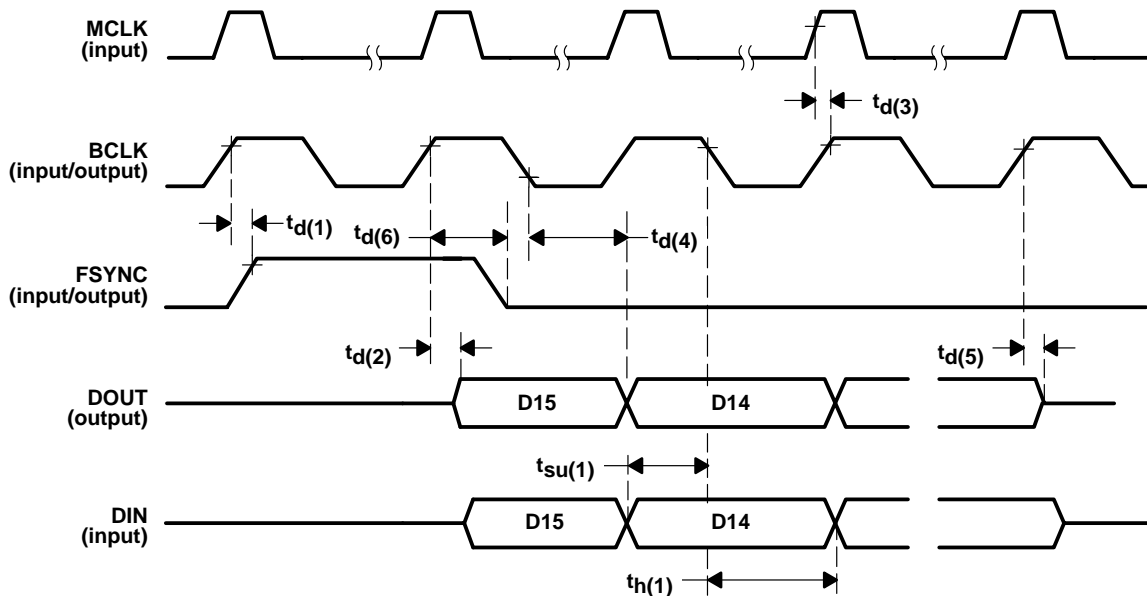 MCLK
(input)
td(3)
BCLK
(input/output)
td(1)
td(6)
td(4)
FSYNC
(input/output)
td(2)
td(5)
DOUT
(output)
D15
D14
tsu(1)
DIN
(input)
D15
D14
th(1)